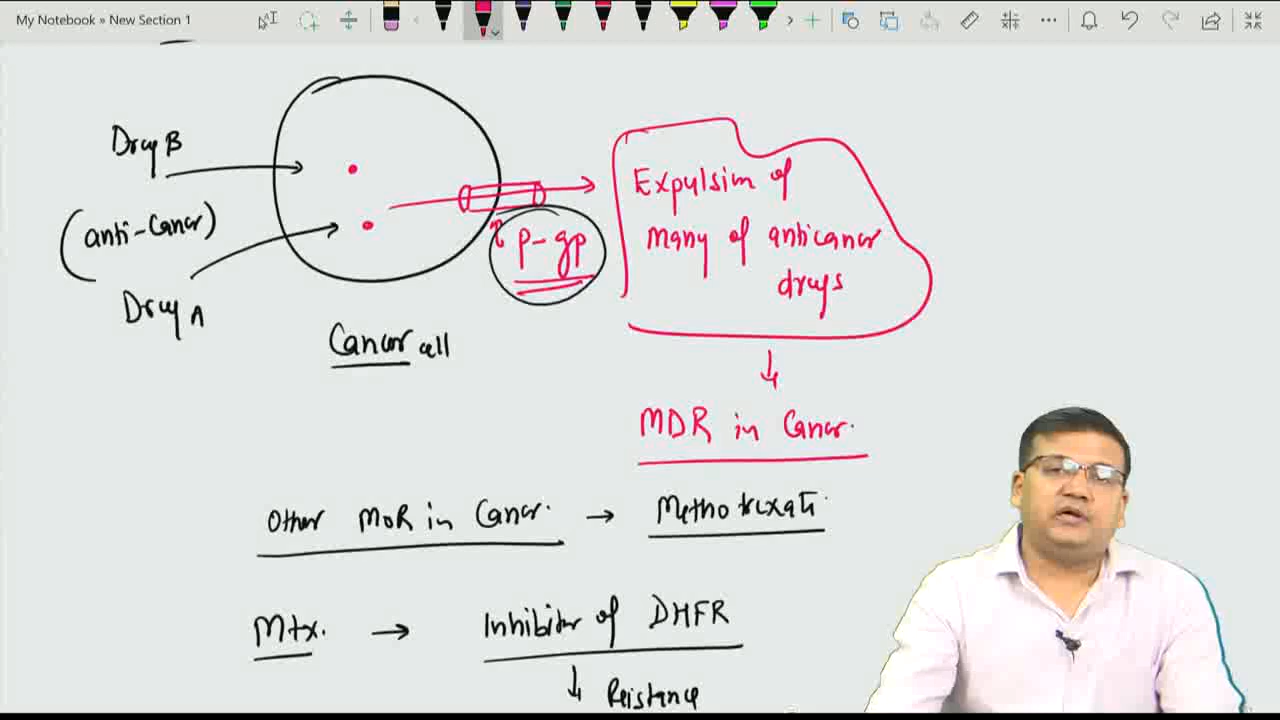 My Notebook » New Section 1
Drug B
(anti-Cancer)
Drug A
Cancer cell
P-gp
Expulsion of
many of anticancer
drugs
MDR in Cancer.
Other MDR in Cancer. → Methotrexate
Mtx. → Inhibitor of DHFR
↓ Resistance